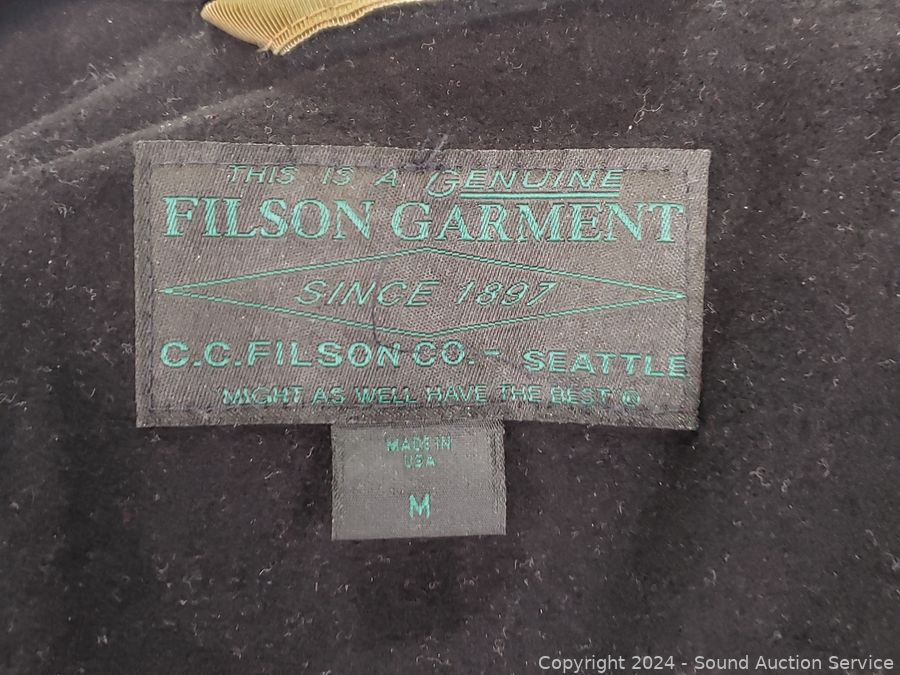 THIS IS A GENUINE
FILSON GARMENT
SINCE 1897
C.C.FILSON CO.- SEATTLE
MIGHT AS WELL HAVE THE BEST ®
MADE IN
USA
M
Copyright © 2024 - Sound Auction Service